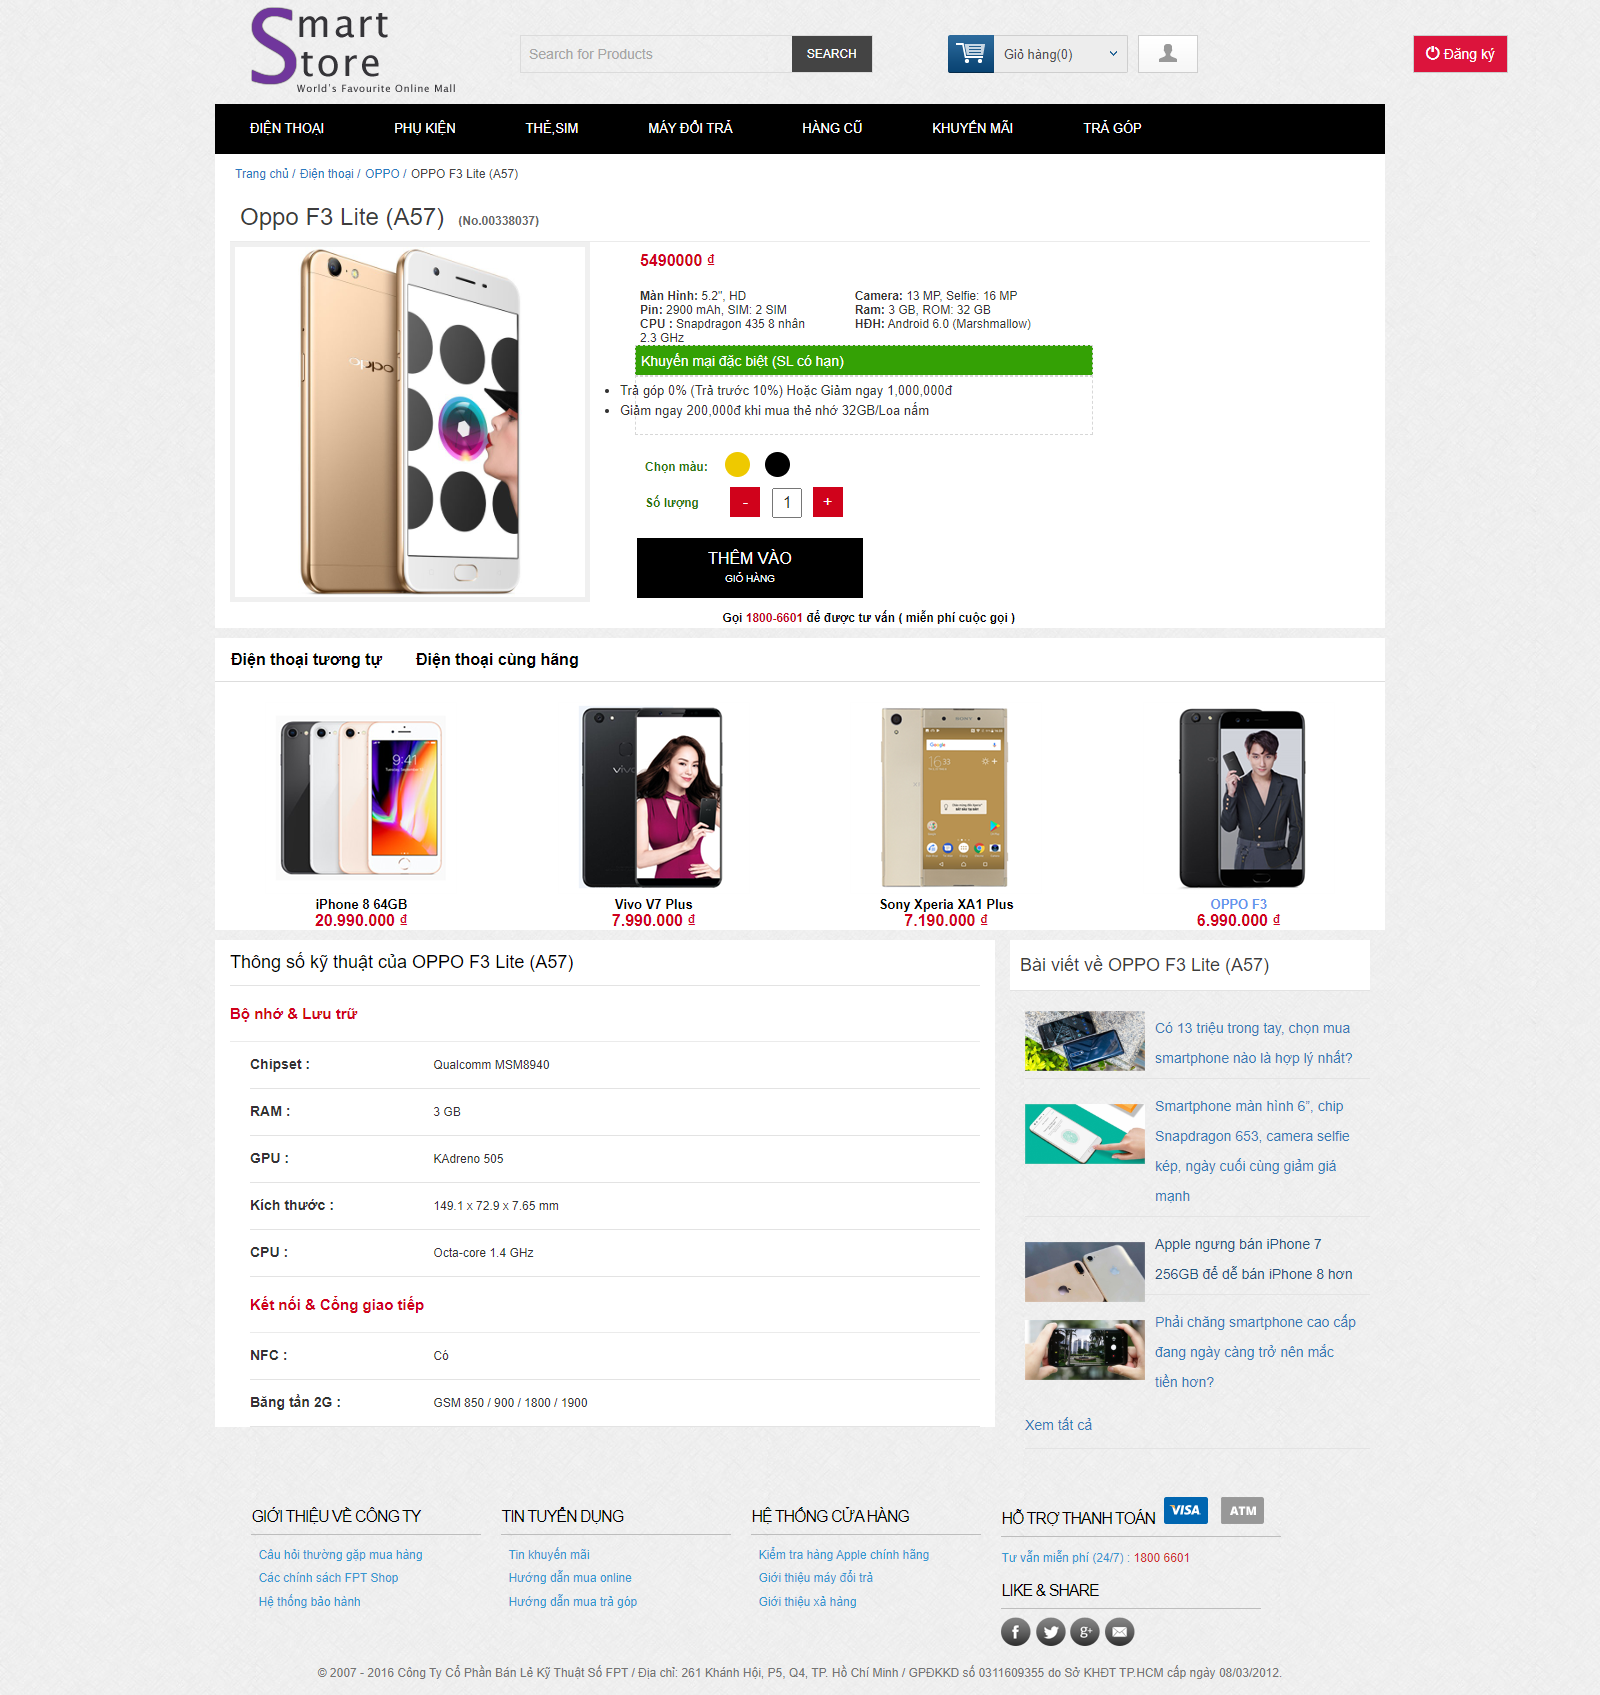 Smart
Store
World's Favourite Online Mall
Search for Products
SEARCH
Giỏ hàng(0)
Đăng ký
ĐIỆN THOẠI
PHỤ KIỆN
THẺ,SIM
MÁY ĐỔI TRẢ
HÀNG CŨ
KHUYẾN MÃI
TRẢ GÓP
Trang chủ / Điện thoại / OPPO / OPPO F3 Lite (A57)
Oppo F3 Lite (A57) (No.00338037)
5490000 ₫
Màn Hình: 5.2", HD
Camera: 13 MP, Selfie: 16 MP
Pin: 2900 mAh, SIM: 2 SIM
Ram: 3 GB, ROM: 32 GB
CPU : Snapdragon 435 8 nhân
2.3 GHz
HĐH: Android 6.0 (Marshmallow)
Khuyến mại đặc biệt (SL có hạn)
Trả góp 0% (Trả trước 10%) Hoặc Giảm ngay 1,000,000đ
Giảm ngay 200,000đ khi mua thẻ nhớ 32GB/Loa nấm
Chọn màu:
Số lượng
-
1
+
THÊM VÀO
GIỎ HÀNG
Gọi 1800-6601 để được tư vấn ( miễn phí cuộc gọi )
Điện thoại tương tự
Điện thoại cùng hãng
iPhone 8 64GB
20.990.000 ₫
Vivo V7 Plus
7.990.000 ₫
Sony Xperia XA1 Plus
7.190.000 ₫
OPPO F3
6.990.000 ₫
Thông số kỹ thuật của OPPO F3 Lite (A57)
Bộ nhớ & Lưu trữ
Chipset :
Qualcomm MSM8940
RAM :
3 GB
GPU :
KAdreno 505
Kích thước :
149.1 x 72.9 x 7.65 mm
CPU :
Octa-core 1.4 GHz
Kết nối & Cổng giao tiếp
NFC :
Có
Băng tần 2G :
GSM 850 / 900 / 1800 / 1900
Bài viết về OPPO F3 Lite (A57)
Có 13 triệu trong tay, chọn mua
smartphone nào là hợp lý nhất?
Smartphone màn hình 6”, chip
Snapdragon 653, camera selfie
kép, ngày cuối cùng giảm giá
mạnh
Apple ngưng bán iPhone 7
256GB để dễ bán iPhone 8 hơn
Phải chăng smartphone cao cấp
đang ngày càng trở nên mắc
tiền hơn?
Xem tất cả
GIỚI THIỆU VỀ CÔNG TY
Câu hỏi thường gặp mua hàng
Các chính sách FPT Shop
Hệ thống bảo hành
TIN TUYỂN DỤNG
Tin khuyến mãi
Hướng dẫn mua online
Hướng dẫn mua trả góp
HỆ THỐNG CỬA HÀNG
Kiểm tra hàng Apple chính hãng
Giới thiệu máy đổi trả
Giới thiệu xả hàng
HỖ TRỢ THANH TOÁN
VISA
ATM
Tư vấn miễn phí (24/7) : 1800 6601
LIKE & SHARE
© 2007 - 2016 Công Ty Cổ Phần Bán Lẻ Kỹ Thuật Số FPT / Địa chỉ: 261 Khánh Hội, P5, Q4, TP. Hồ Chí Minh / GPĐKKD số 0311609355 do Sở KHĐT TP.HCM cấp ngày 08/03/2012.